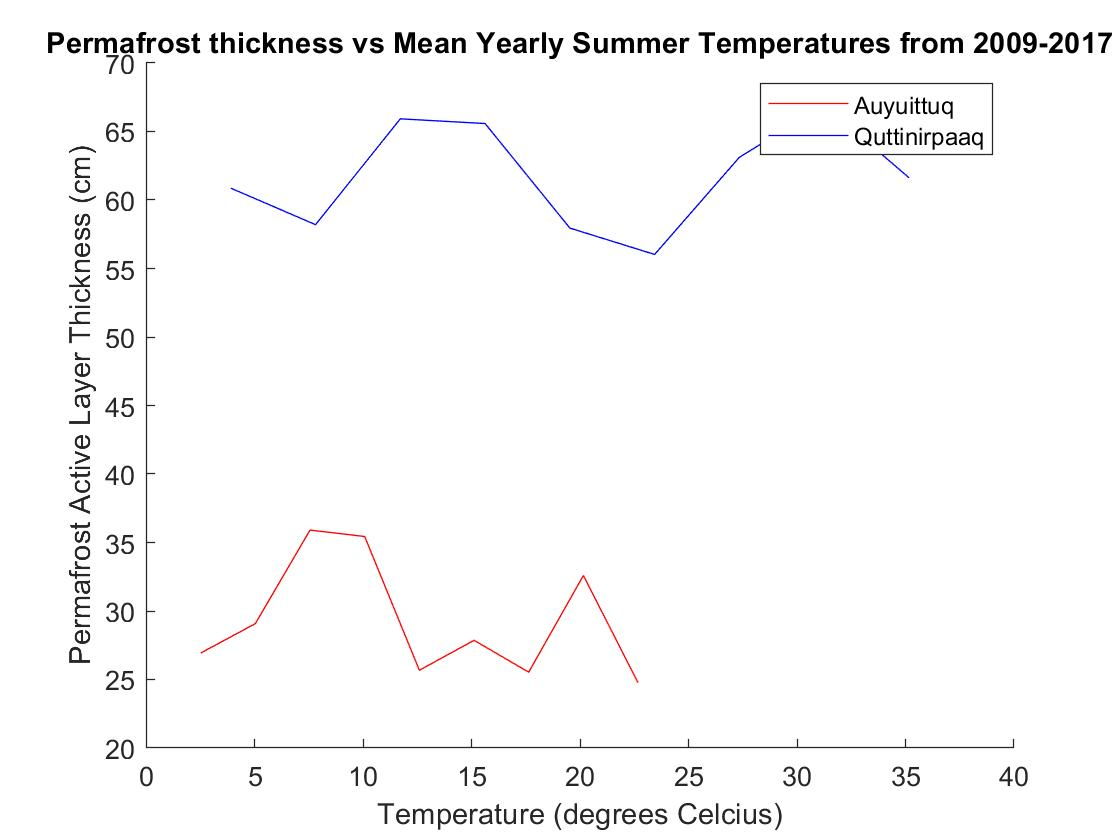 Permafrost thickness vs Mean Yearly Summer Temperatures from 2009-2017
Auyuittuq
Quttinirpaaq
70
65
60
55
50
45
40
35
30
25
20
Permafrost Active Layer Thickness (cm)
0 5 10 15 20 25 30 35 40
Temperature (degrees Celcius)